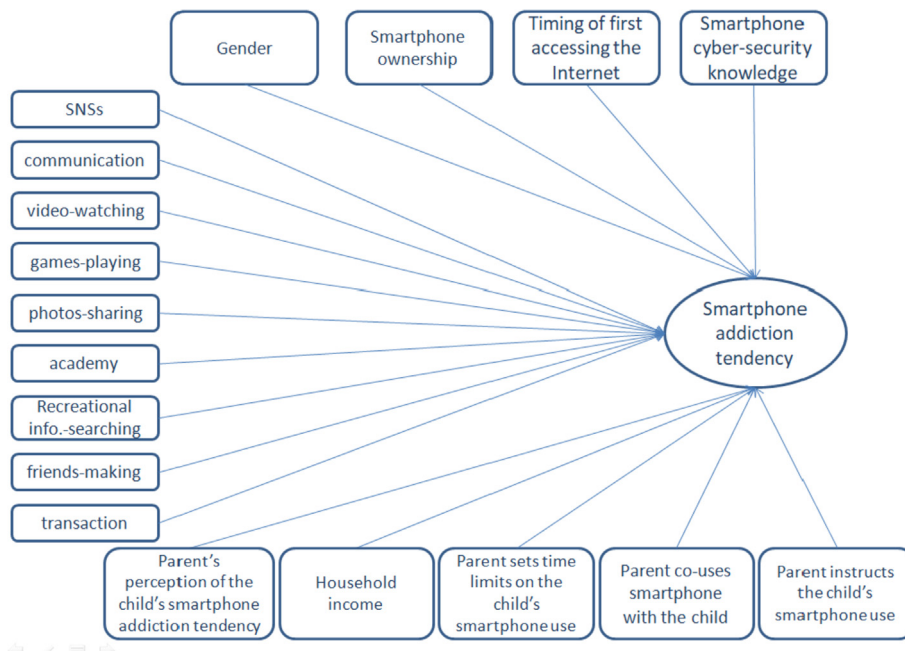 Gender
Smartphone
ownership
Timing of first
accessing the
Internet
Smartphone
cyber-security
knowledge
SNSs
communication
video-watching
games-playing
photos-sharing
academy
Recreational
info.-searching
friends-making
transaction
Smartphone
addiction
tendency
Parent's
perception of the
child's smartphone
addiction tendency
Household
income
Parent sets time
limits on the
child's
smartphone use
Parent co-uses
smartphone
with the child
Parent instructs
the child's
smartphone use